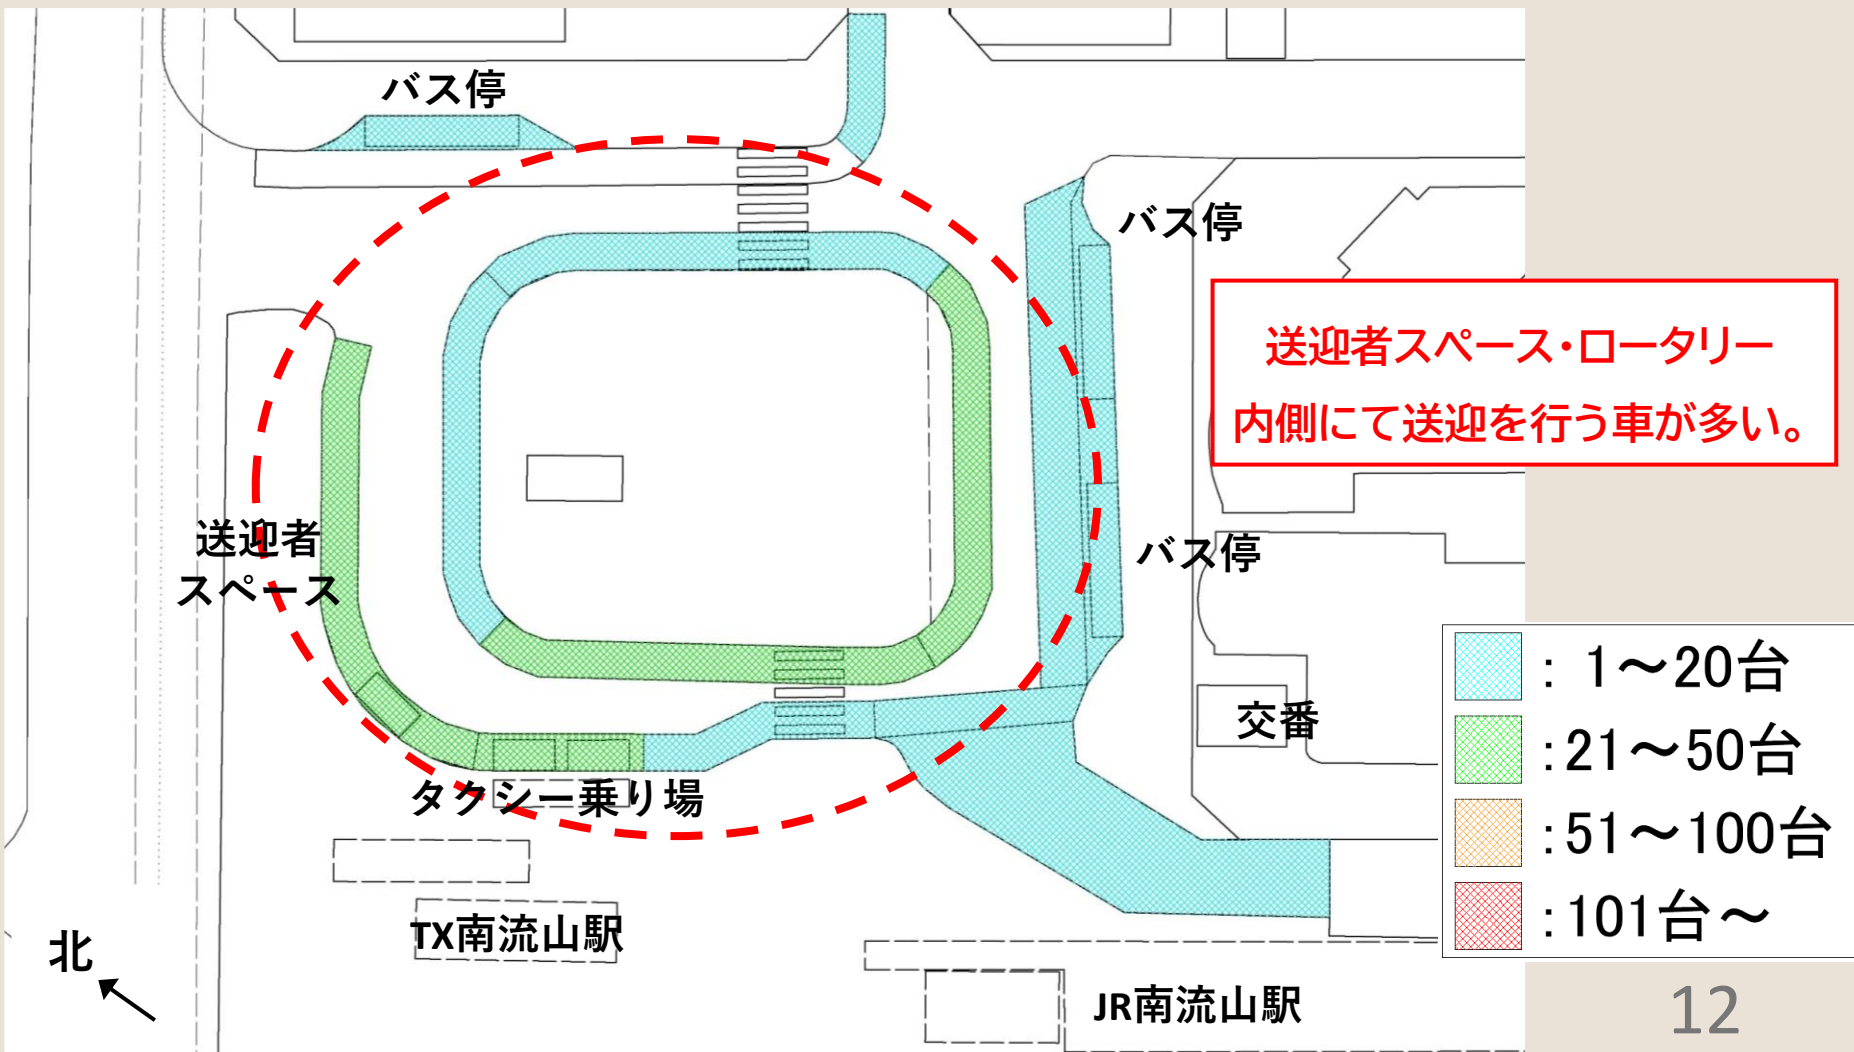 バス停
バス停
送迎者スペース・ロータリー
内側にて送迎を行う車が多い。
送迎者
スペース
バス停
：1～20台
交番
：21～50台
タクシー乗り場
：51～100台
：101台～
TX南流山駅
北
JR南流山駅
12